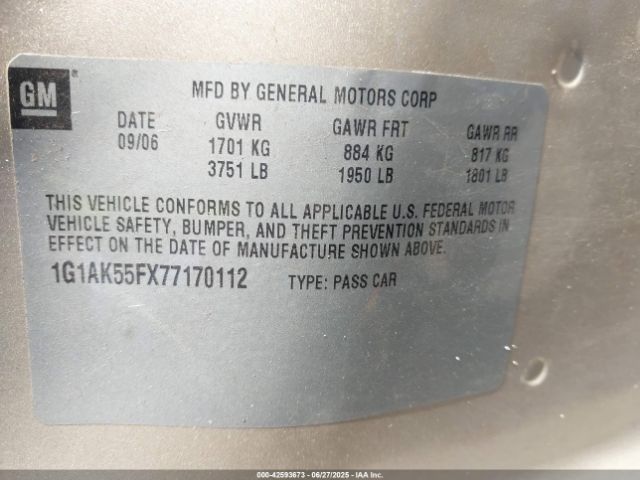 GM ®
MFD BY GENERAL MOTORS CORP
DATE GVWR GAWR FRT GAWR RR
09/06 1701 KG 884 KG 817 KG
3751 LB 1950 LB 1801 LB
THIS VEHICLE CONFORMS TO ALL APPLICABLE U.S. FEDERAL MOTOR
VEHICLE SAFETY, BUMPER, AND THEFT PREVENTION STANDARDS IN
EFFECT ON THE DATE OF MANUFACTURE SHOWN ABOVE.
1G1AK55FX77170112 TYPE: PASS CAR
000-42593673 - 06/27/2025 - IAA Inc.